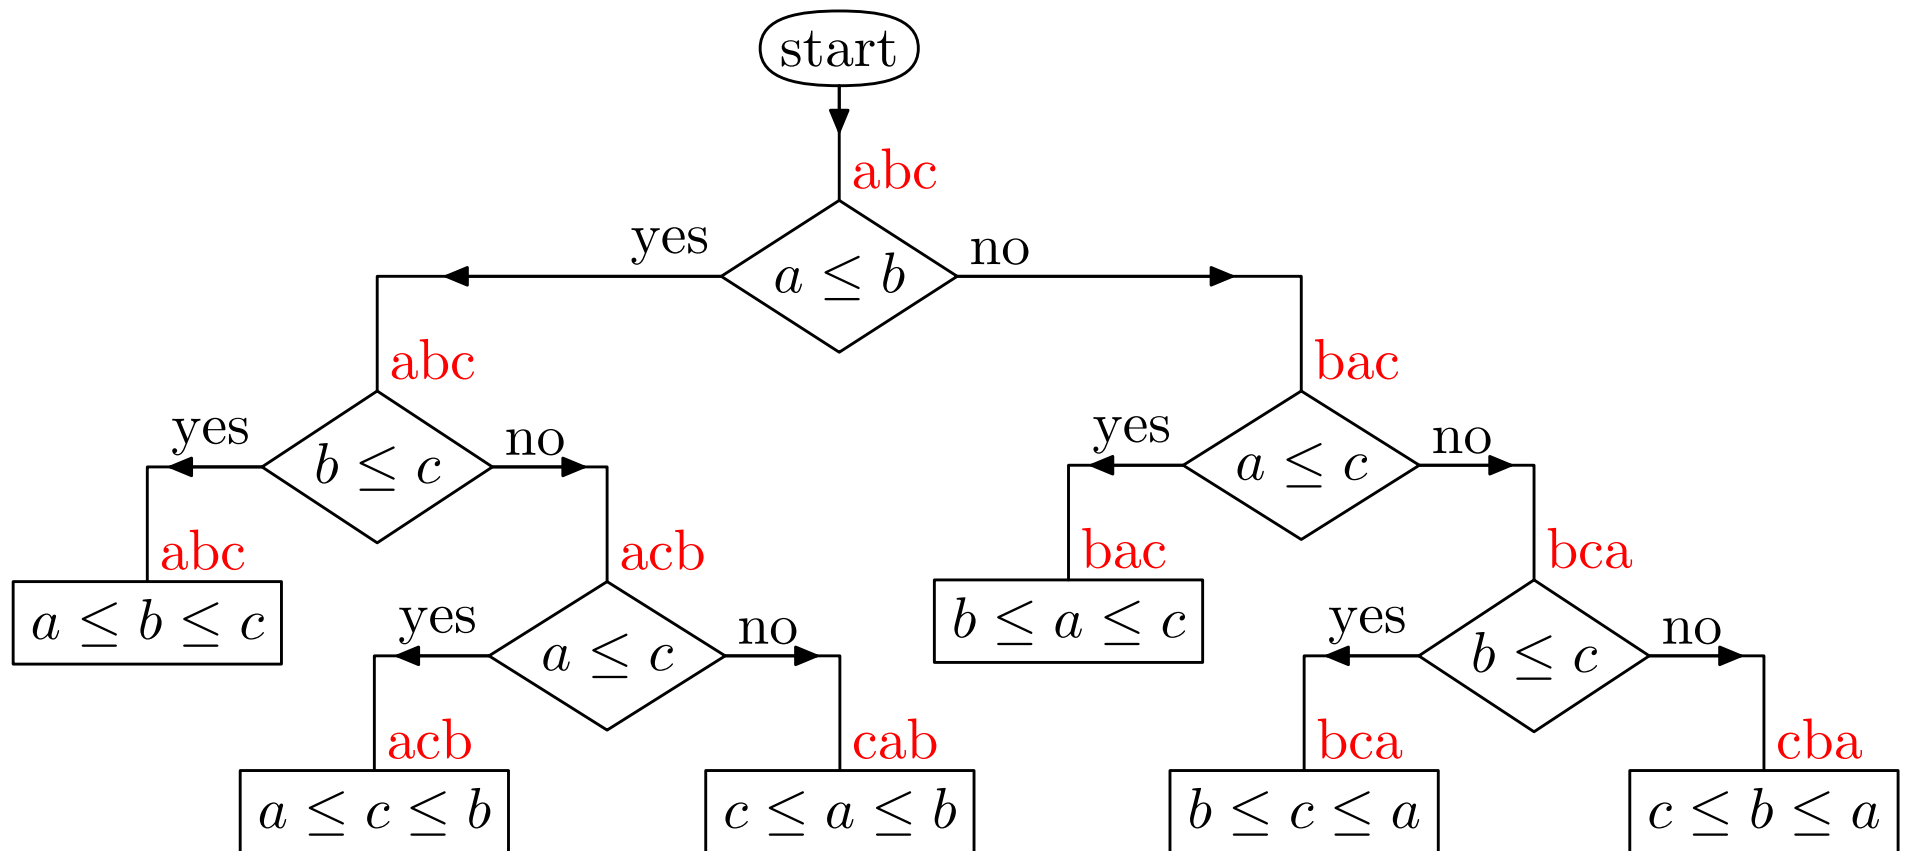 start
abc
yes
a ≤ b
no
abc
bac
yes
b ≤ c
no
yes
a ≤ c
no
abc
acb
bac
bca
a ≤ b ≤ c
yes
a ≤ c
no
b ≤ a ≤ c
yes
b ≤ c
no
acb
cab
bca
cba
a ≤ c ≤ b
c ≤ a ≤ b
b ≤ c ≤ a
c ≤ b ≤ a